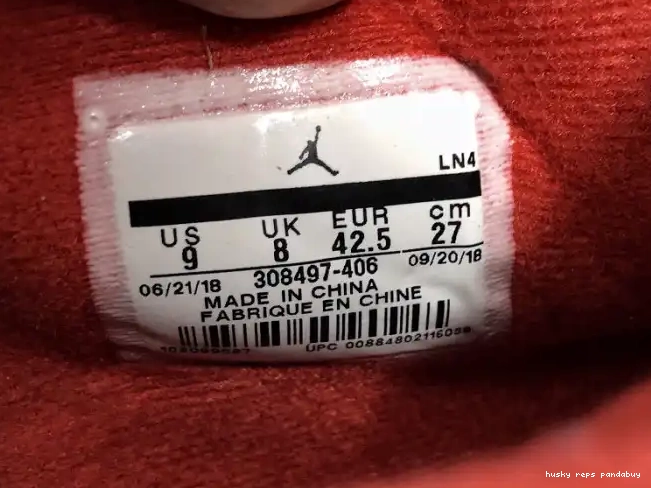 LN4
US UK EUR cm
9 8 42.5 27
06/21/18 308497-406 09/20/18
MADE IN CHINA
FABRIQUE EN CHINE
UPC
husky reps pandabuy